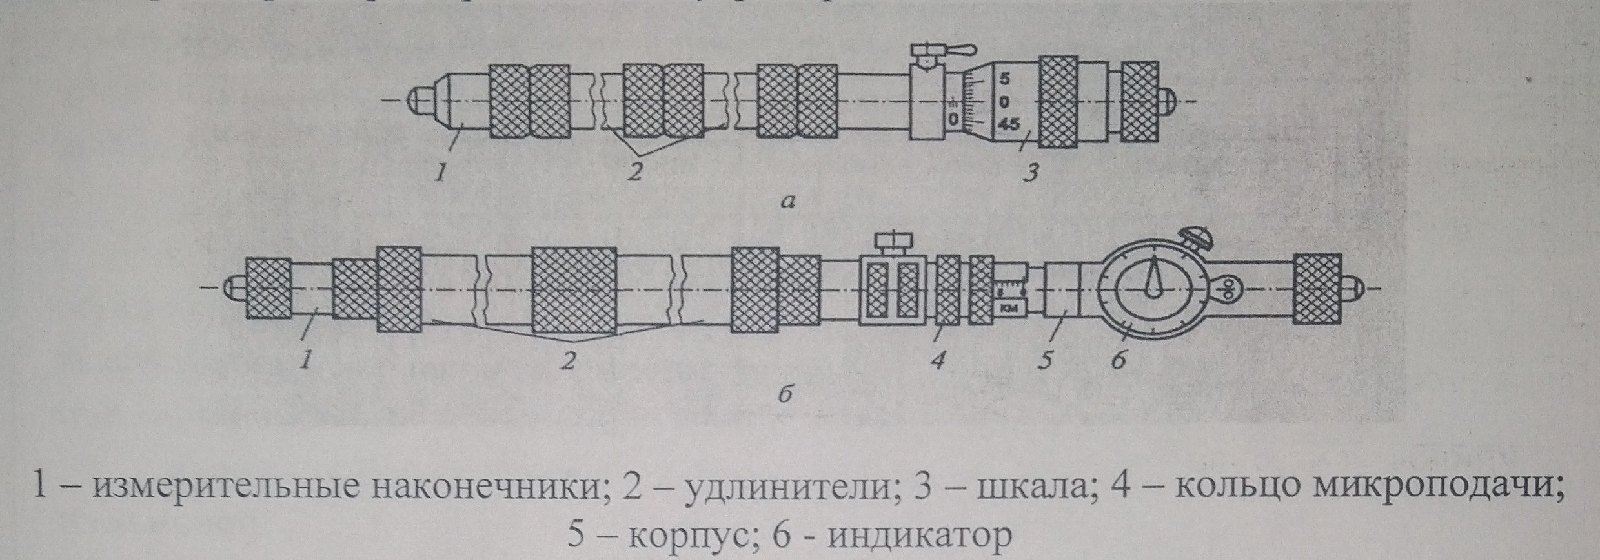 5
0
0
45
1
2
3
а
КМ
1
2
4
5
6
б
1 – измерительные наконечники; 2 – удлинители; 3 – шкала; 4 – кольцо микроподачи;
5 – корпус; 6 - индикатор